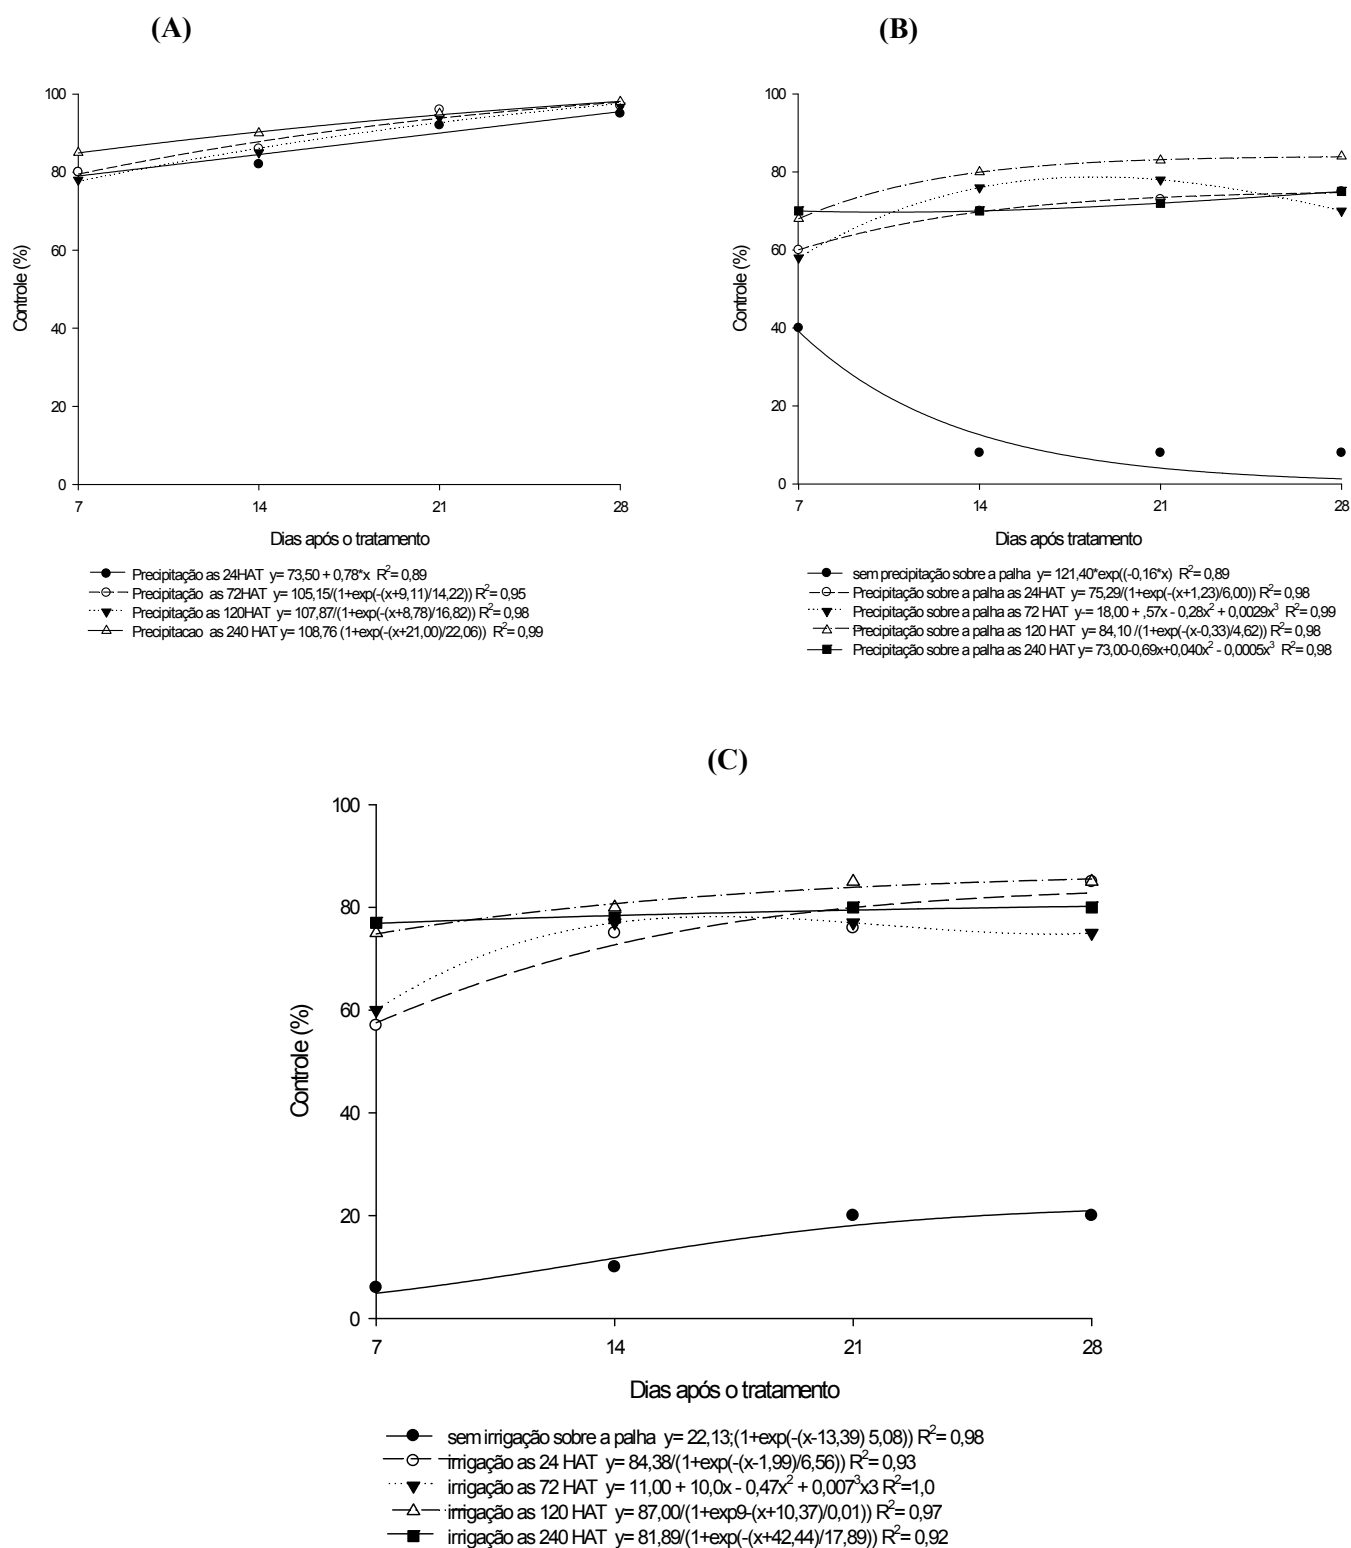 (A)
100
80
60
40
20
0
Controle (%)
7 14 21 28
Dias após o tratamento
Precipitação as 24HAT y= 73,50 + 0,78*x R²= 0,89
Precipitação as 72HAT y= 105,15/(1+exp(-(x+9,11)/14,22)) R²= 0,95
Precipitação as 120HAT y= 107,87/(1+exp(-(x+8,78)/16,82)) R²= 0,98
Precipitacao as 240 HAT y= 108,76 (1+exp(-(x+21,00)/22,06)) R²= 0,99
(B)
100
80
60
40
20
0
Controle (%)
7 14 21 28
Dias após tratamento
sem precipitação sobre a palha y= 121,40*exp((-0,16*x) R²= 0,89
Precipitação sobre a palha as 24HAT y= 75,29/(1+exp(-(x+1,23)/6,00)) R²= 0,98
Precipitação sobre a palha as 72 HAT y-= 18,00 + ,57x - 0,28x² + 0,0029x³ R²= 0,99
Precipitação sobre a palha as 120 HAT y= 84,10 /(1+exp(-(x-0,33)/4,62)) R²= 0,98
Precipitação sobre a palha as 240 HAT y= 73,00-0,69x+0,040x² - 0,0005x³ R²= 0,98
(C)
100
80
60
40
20
0
Controle (%)
7 14 21 28
Dias após o tratamento
sem irrigação sobre a palha y= 22,13;(1+exp(-(x-13,39) 5,08)) R²= 0,98
irrigação as 24 HAT y= 84,38/(1+exp(-(x-1,99)/6,56)) R²= 0,93
irrigação as 72 HAT y= 11,00 + 10,0x - 0,47x² + 0,007³x3 R²=1,0
irrigação as 120 HAT y= 87,00/(1+exp9-(x+10,37)/0,01)) R²= 0,97
irrigação as 240 HAT y= 81,89/(1+exp(-(x+42,44)/17,89)) R²= 0,92